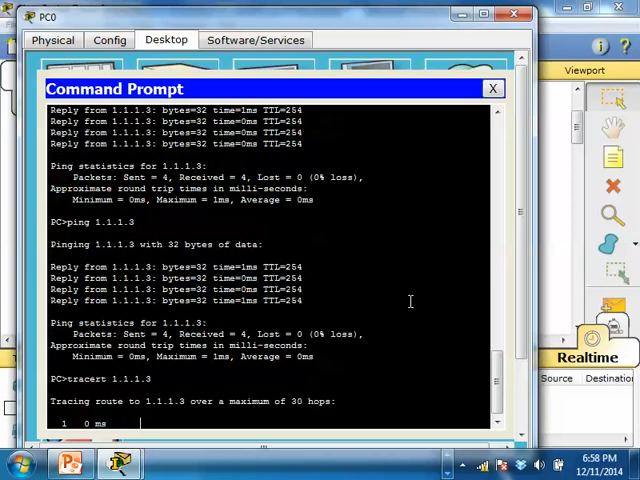 PC0
Physical Config Desktop Software/Services
Viewport
Command Prompt
X
Reply from 1.1.1.3: bytes=32 time=1ms TTL=254
Reply from 1.1.1.3: bytes=32 time=1ms TTL=254
Reply from 1.1.1.3: bytes=32 time=0ms TTL=254
Reply from 1.1.1.3: bytes=32 time=0ms TTL=254
Ping statistics for 1.1.1.3:
Packets: Sent = 4, Received = 4, Lost = 0 (0% loss),
Approximate round trip times in milli-seconds:
Minimum = 0ms, Maximum = 1ms, Average = 0ms
PC>ping 1.1.1.3
Pinging 1.1.1.3 with 32 bytes of data:
Reply from 1.1.1.3: bytes=32 time=1ms TTL=254
Reply from 1.1.1.3: bytes=32 time=0ms TTL=254
Reply from 1.1.1.3: bytes=32 time=0ms TTL=254
Reply from 1.1.1.3: bytes=32 time=1ms TTL=254
Ping statistics for 1.1.1.3:
Packets: Sent = 4, Received = 4, Lost = 0 (0% loss),
Approximate round trip times in milli-seconds:
Minimum = 0ms, Maximum = 1ms, Average = 0ms
PC>tracert 1.1.1.3
Tracing route to 1.1.1.3 over a maximum of 30 hops:
1 0 ms
Realtime
Source Destination
6:58 PM
12/11/2014